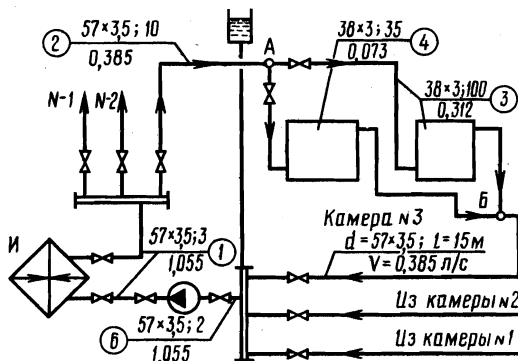 57×3,5; 10
2
0,385
А
38×3; 35
4
0,073
N-1
N-2
38×3; 100
3
0,312
Б
Камера №3
И
57×3,5; 3
1
1,055
d = 57×3,5; l = 15 м
V = 0,385 л/с
Из камеры №2
6
57×3,5; 2
1,055
Из камеры №1